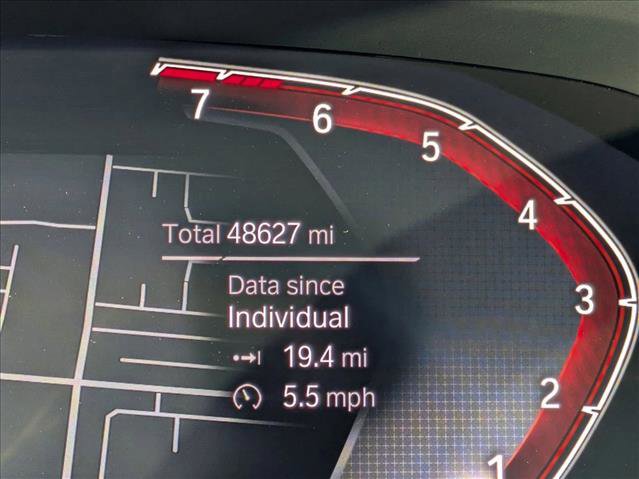 7
6
5
4
3
2
1
Total 48627 mi
Data since
Individual
19.4 mi
5.5 mph